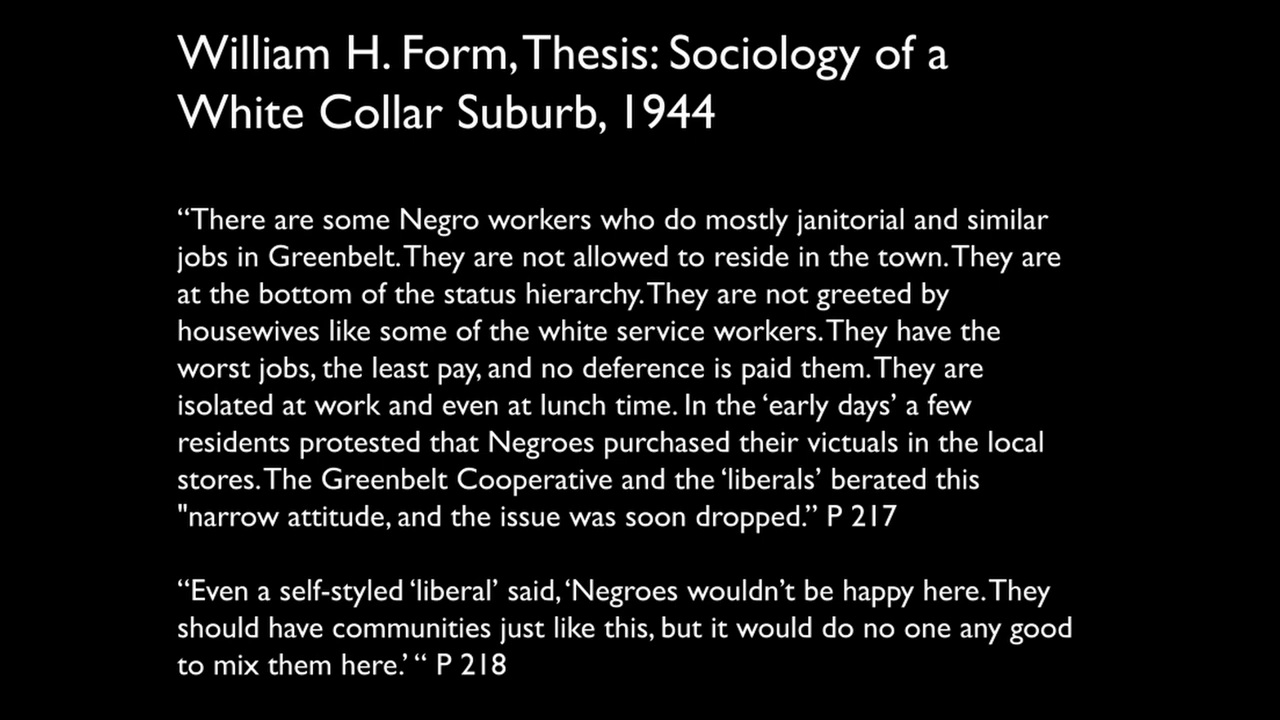 William H. Form, Thesis: Sociology of a
White Collar Suburb, 1944
“There are some Negro workers who do mostly janitorial and similar
jobs in Greenbelt. They are not allowed to reside in the town. They are
at the bottom of the status hierarchy. They are not greeted by
housewives like some of the white service workers. They have the
worst jobs, the least pay, and no deference is paid them. They are
isolated at work and even at lunch time. In the ‘early days’ a few
residents protested that Negroes purchased their victuals in the local
stores. The Greenbelt Cooperative and the ‘liberals’ berated this
"narrow attitude, and the issue was soon dropped.” P 217
“Even a self-styled ‘liberal’ said, ‘Negroes wouldn’t be happy here. They
should have communities just like this, but it would do no one any good
to mix them here.’ “ P 218